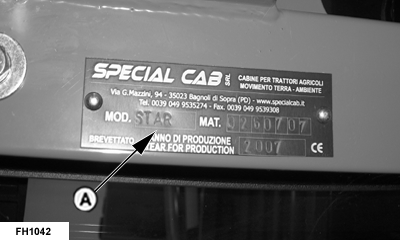 SPECIAL CAB SRL CABINE PER TRATTORI AGRICOLI
MOVIMENTO TERRA - AMBIENTE
Via G.Mazzini, 94 - 35023 Bagnoli di Sopra (PD) - www.specialcab.it
Tel. 0039 049 9535274 - Fax 0039 049 9539308
MOD. STAR MAT. 9260707
BREVETTATO ANNO DI PRODUZIONE
YEAR FOR PRODUCTION 2007 CE
A
FH1042